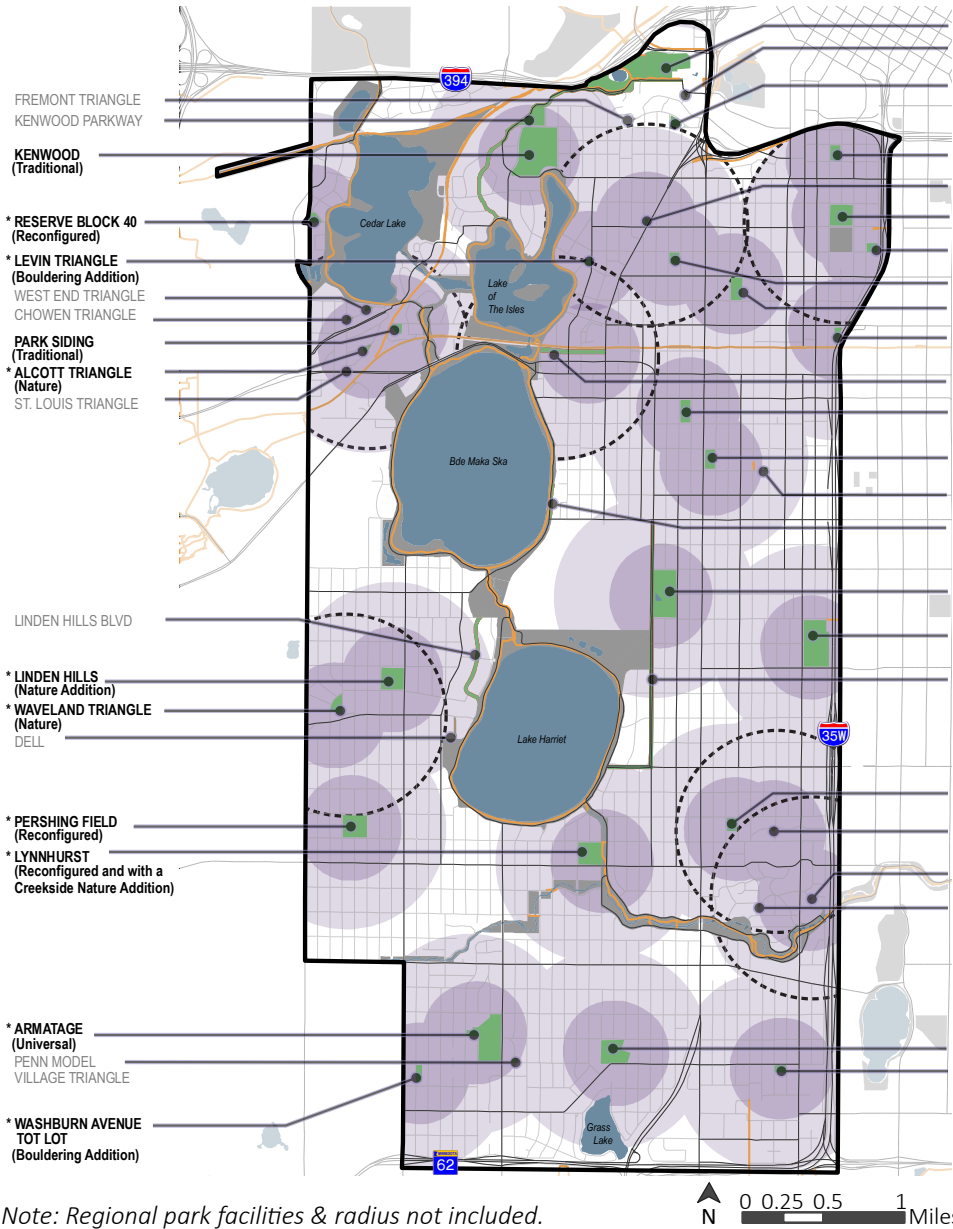 394
FREMONT TRIANGLE
KENWOOD PARKWAY
KENWOOD
(Traditional)
* RESERVE BLOCK 40
(Reconfigured)
* LEVIN TRIANGLE
(Bouldering Addition)
WEST END TRIANGLE
CHOWEN TRIANGLE
PARK SIDING
(Traditional)
* ALCOTT TRIANGLE
(Nature)
ST. LOUIS TRIANGLE
Cedar Lake
Lake
of
The Isles
Bde Maka Ska
LINDEN HILLS BLVD
* LINDEN HILLS
(Nature Addition)
* WAVELAND TRIANGLE
(Nature)
DELL
Lake Harriet
35W
* PERSHING FIELD
(Reconfigured)
* LYNNHURST
(Reconfigured and with a
Creekside Nature Addition)
* ARMATAGE
(Universal)
PENN MODEL
VILLAGE TRIANGLE
* WASHBURN AVENUE
TOT LOT
(Bouldering Addition)
Grass
Lake
62
Note: Regional park facilities & radius not included.
N
0 0.25 0.5 1
Miles